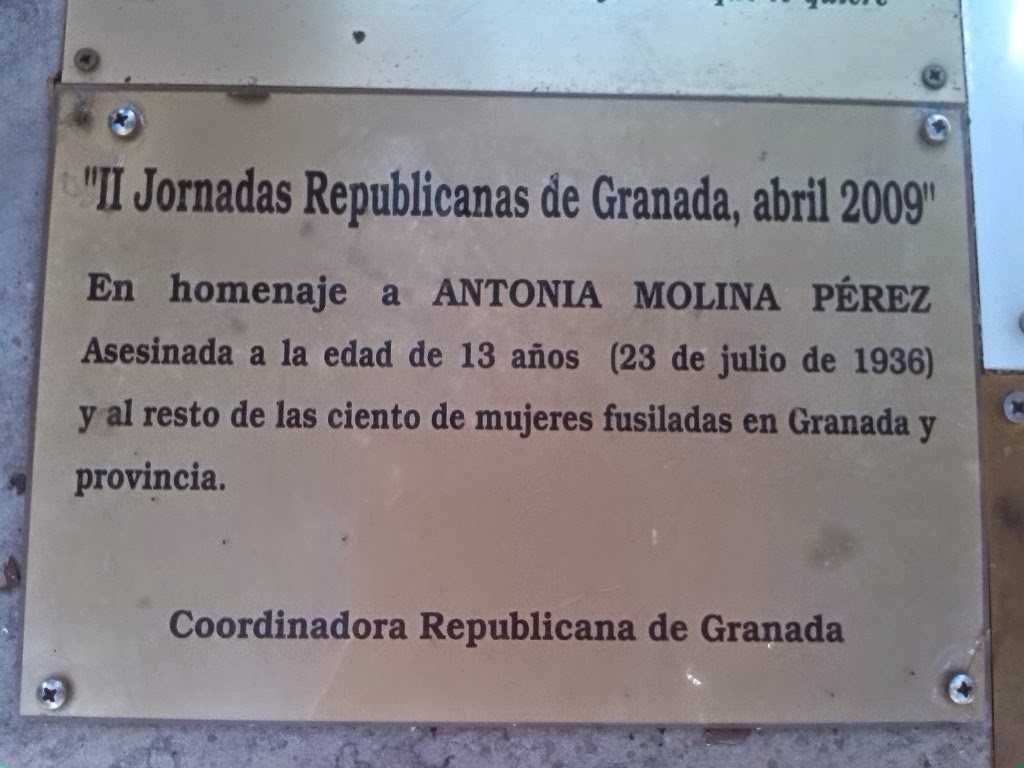 quiere
"II Jornadas Republicanas de Granada, abril 2009"
En homenaje a ANTONIA MOLINA PÉREZ
Asesinada a la edad de 13 años (23 de julio de 1936)
y al resto de las ciento de mujeres fusiladas en Granada y
provincia.
Coordinadora Republicana de Granada